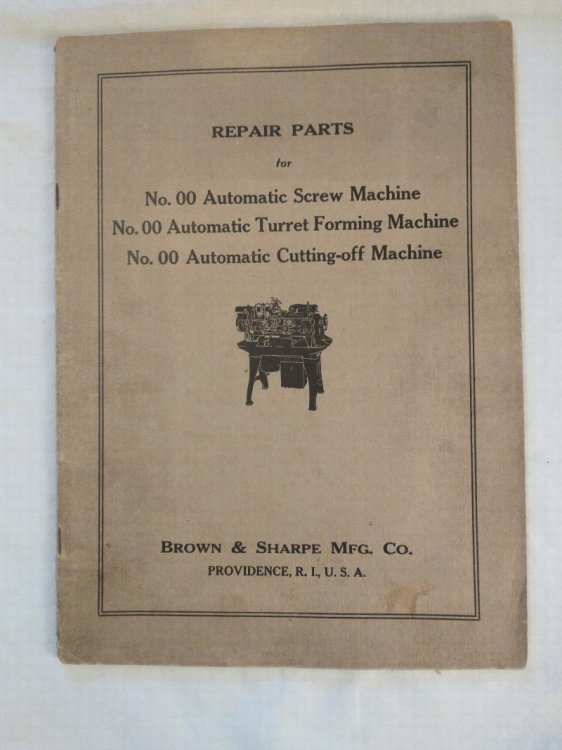 REPAIR PARTS
for
No. 00 Automatic Screw Machine
No. 00 Automatic Turret Forming Machine
No. 00 Automatic Cutting-off Machine
BROWN & SHARPE MFG. CO.
PROVIDENCE, R. I., U. S. A.